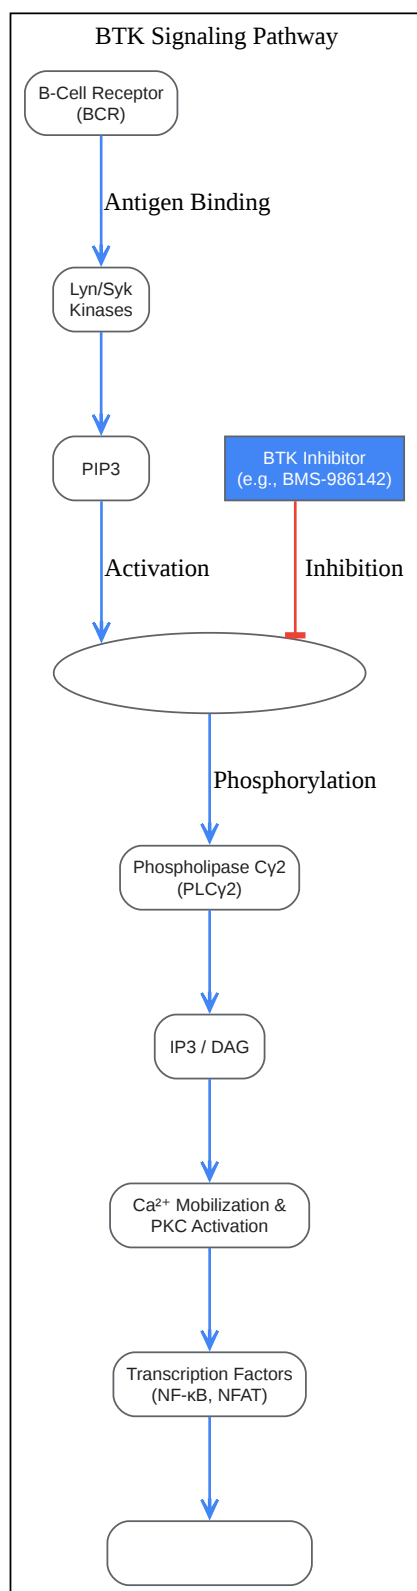 BTK Signaling Pathway
B-Cell Receptor
(BCR)
Antigen Binding
Lyn/Syk
Kinases
PIP3
BTK Inhibitor
(e.g., BMS-986142)
Activation
Inhibition
Phosphorylation
Phospholipase Cγ2
(PLCγ2)
IP3 / DAG
Ca²⁺ Mobilization &
PKC Activation
Transcription Factors
(NF-κB, NFAT)